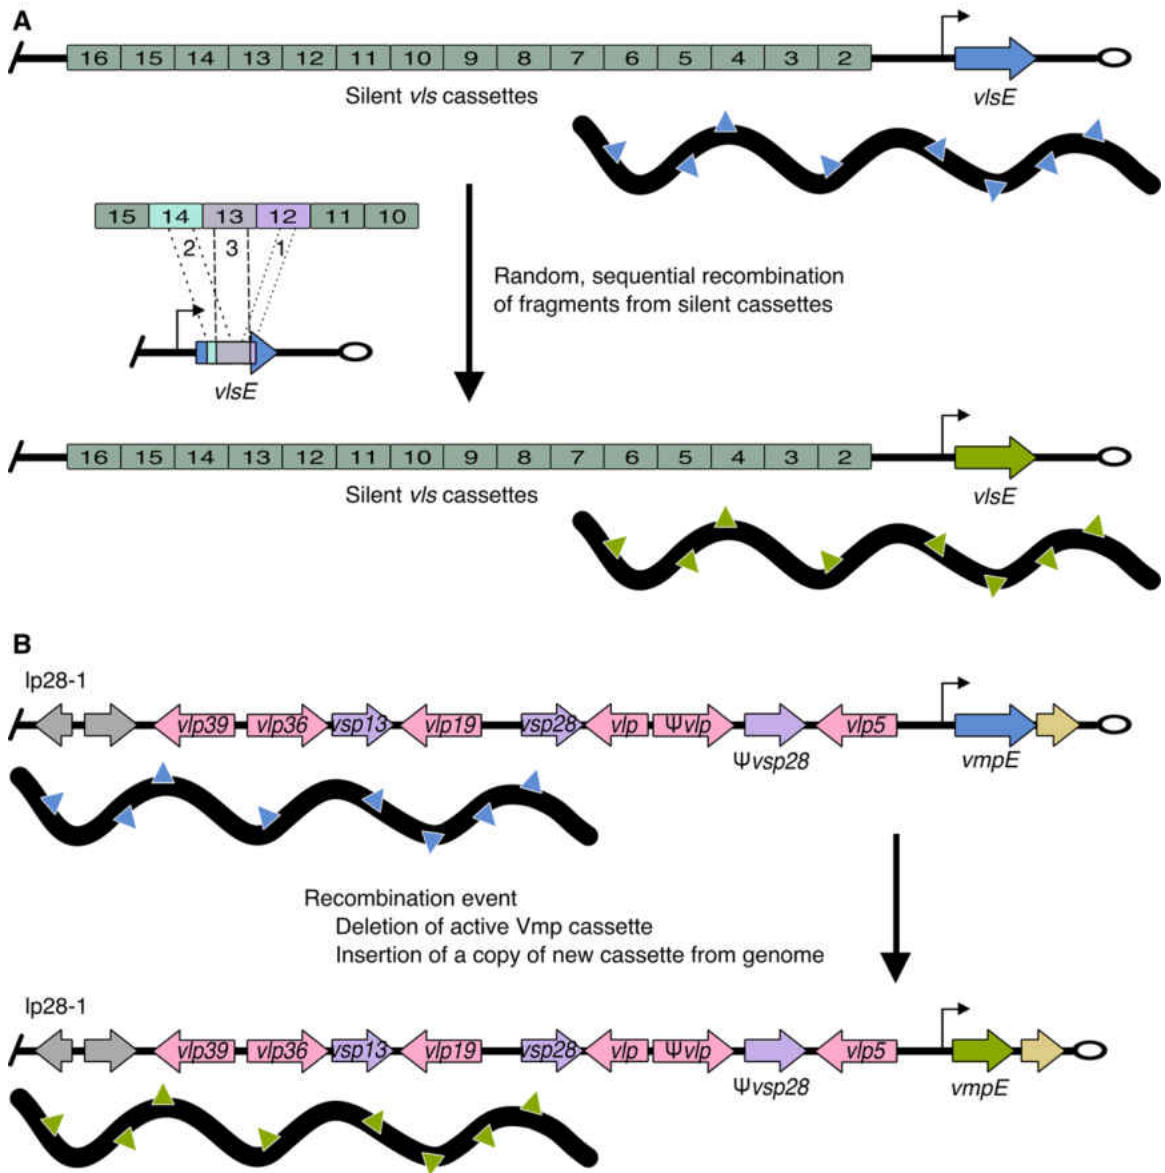 A
16 15 14 13 12 11 10 9 8 7 6 5 4 3 2
Silent vls cassettes
vlsE
15 14 13 12 11 10
2 3 1
Random, sequential recombination
of fragments from silent cassettes
vlsE
16 15 14 13 12 11 10 9 8 7 6 5 4 3 2
Silent vls cassettes
vlsE
B
lp28-1
vlp39 vlp36 vsp13 vlp19 vsp28 vlp Ψvlp vlp5
Ψvsp28
vmpE
Recombination event
Deletion of active Vmp cassette
Insertion of a copy of new cassette from genome
lp28-1
vlp39 vlp36 vsp13 vlp19 vsp28 vlp Ψvlp vlp5
Ψvsp28
vmpE